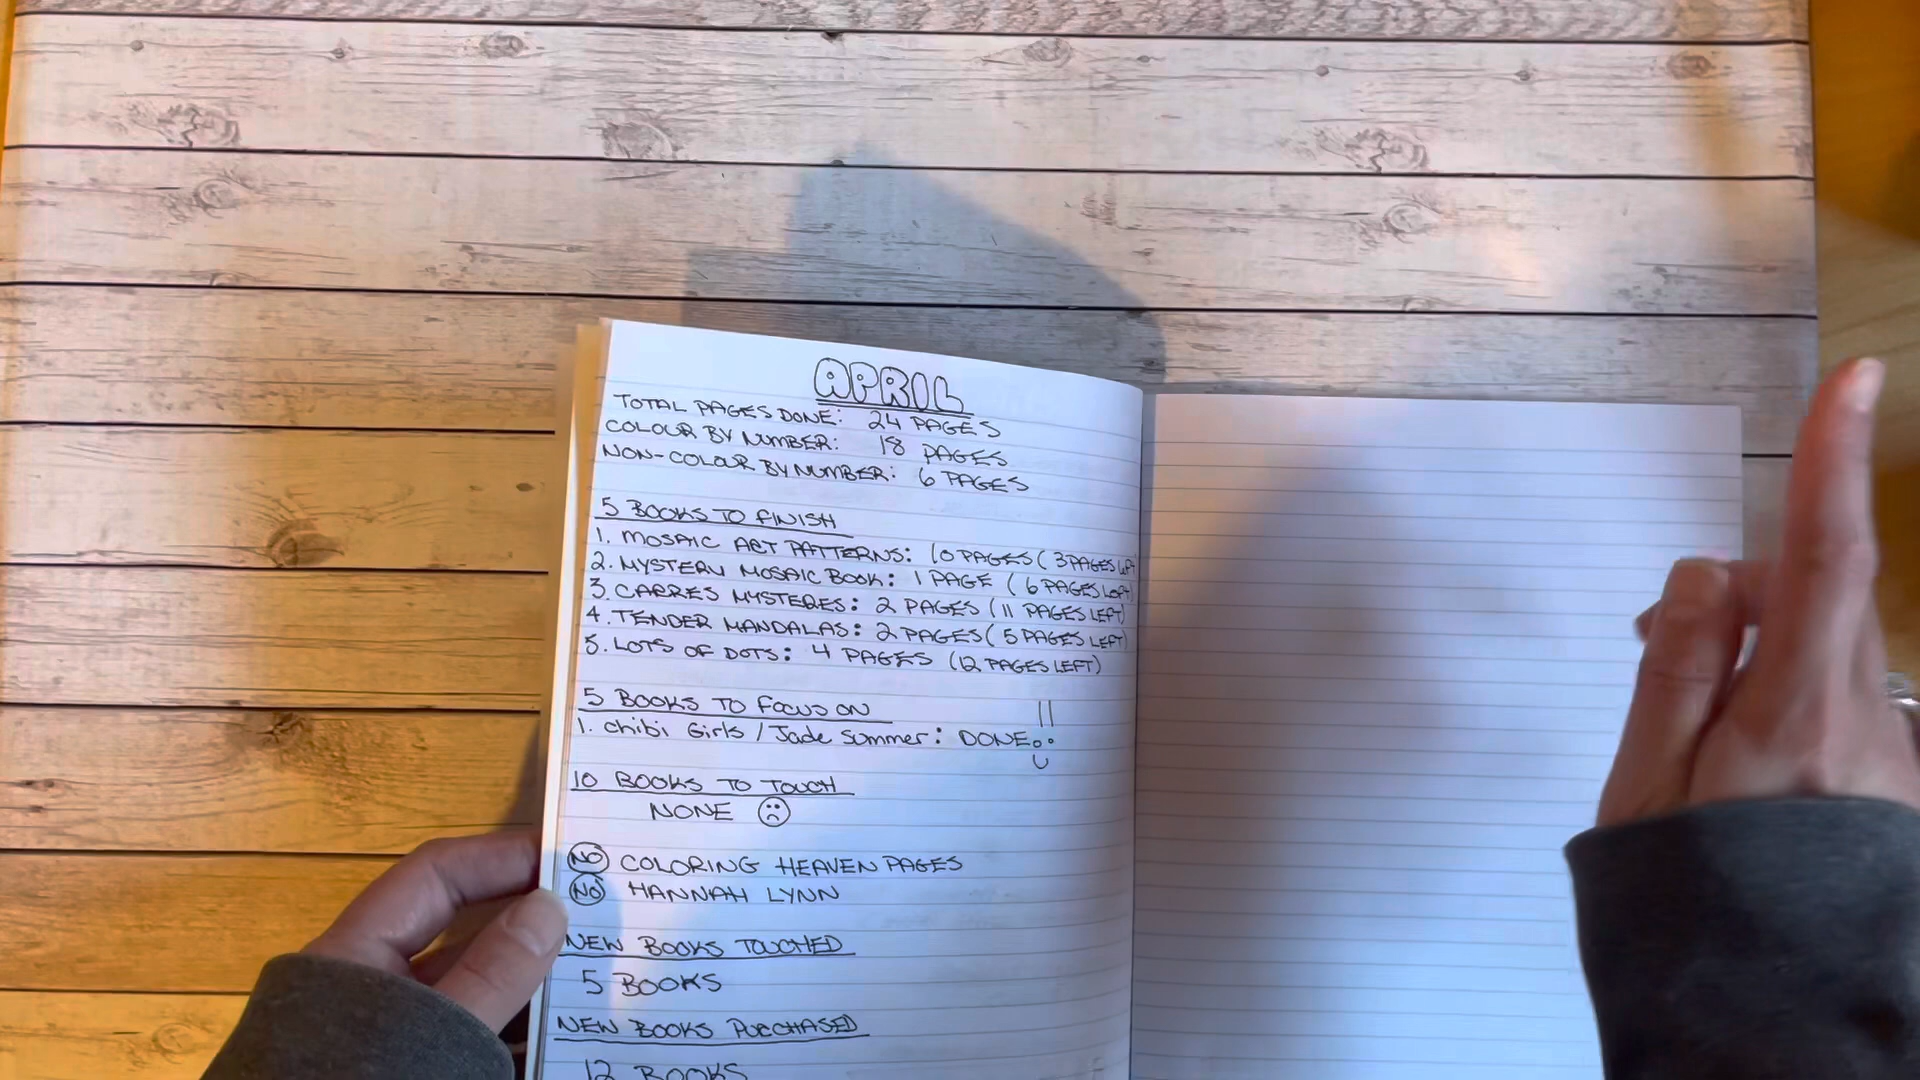 APRIL
TOTAL PAGES DONE: 24 PAGES
COLOUR BY NUMBER: 18 PAGES
NON-COLOUR BY NUMBER: 6 PAGES
5 BOOKS TO FINISH
1. MOSAIC ART PATTERNS: 10 PAGES (3 PAGES LEFT
2. MYSTERY MOSAIC BOOK: 1 PAGE (6 PAGES LEFT)
3. CARRES MYSTERES: 2 PAGES (11 PAGES LEFT)
4. TENDER MANDALAS: 2 PAGES (5 PAGES LEFT)
5. LOTS OF DOTS: 4 PAGES (12 PAGES LEFT)
5 BOOKS TO FOCUS ON
1. Chibi Girls / Jade Summer: DONE!!
10 BOOKS TO TOUCH
NONE ☹
NO COLORING HEAVEN PAGES
NO HANNAH LYNN
NEW BOOKS TOUCHED
5 BOOKS
NEW BOOKS PURCHASED
12 BOOKS